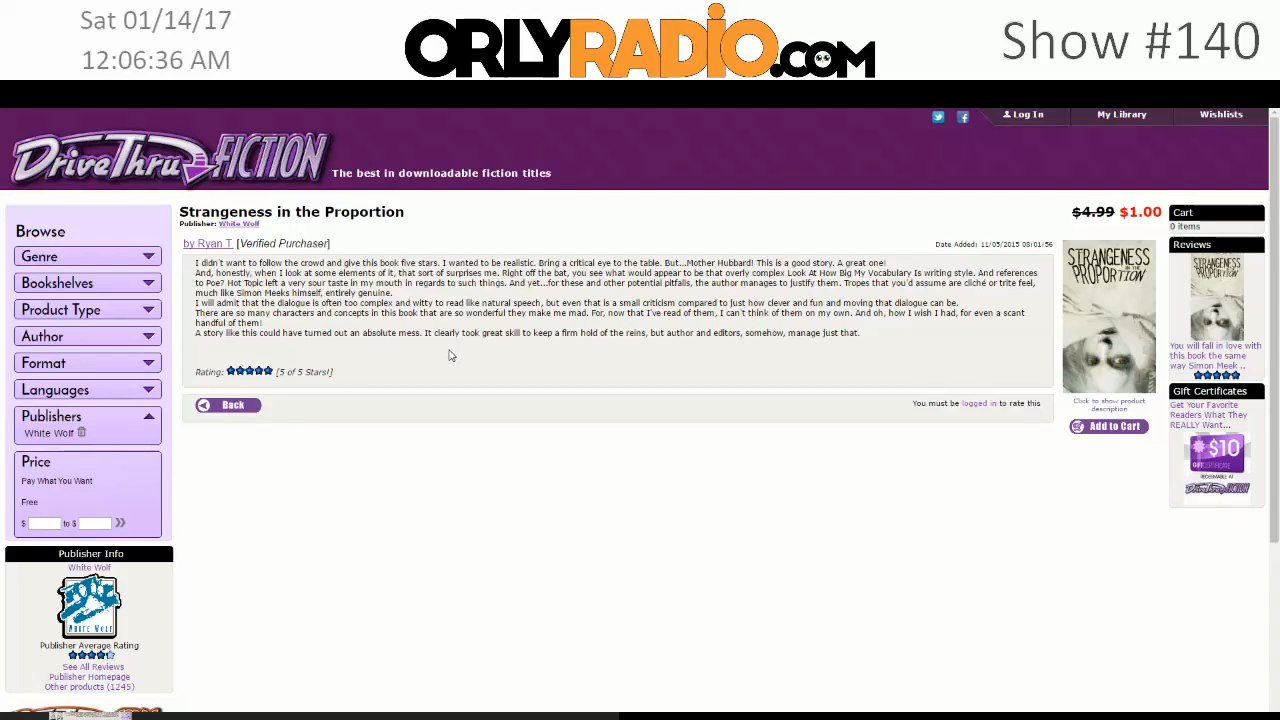 Sat 01/14/17
12:06:36 AM
ORLYRADIO.COM
Show #140
Log In
My Library
Wishlists
DriveThruFICTION
The best in downloadable fiction titles
Browse
Genre
Bookshelves
Product Type
Author
Format
Languages
Publishers
White Wolf
Price
Pay What You Want
Free
$ to $ »
Publisher Info
White Wolf
WHITE WOLF
Publisher Average Rating
See All Reviews
Publisher Homepage
Other products (1245)
Strangeness in the Proportion
Publisher: White Wolf
$4.99 $1.00
by Ryan T. [Verified Purchaser]
Date Added: 11/05/2015 08:01:56
I didn't want to follow the crowd and give this book five stars. I wanted to be realistic. Bring a critical eye to the table. But...Mother Hubbard! This is a good story. A great one!
And, honestly, when I look at some elements of it, that sort of surprises me. Right off the bat, you see what would appear to be that overly complex Look At How Big My Vocabulary Is writing style. And references
to Poe? Hot Topic left a very sour taste in my mouth in regards to such things. And yet...for these and other potential pitfalls, the author manages to justify them. Tropes that you'd assume are cliché or trite feel,
much like Simon Meeks himself, entirely genuine.
I will admit that the dialogue is often too complex and witty to read like natural speech, but even that is a small criticism compared to just how clever and fun and moving that dialogue can be.
There are so many characters and concepts in this book that are so wonderful they make me mad. For, now that I've read of them, I can't think of them on my own. And oh, how I wish I had, for even a scant
handful of them!
A story like this could have turned out an absolute mess. It clearly took great skill to keep a firm hold of the reins, but author and editors, somehow, manage just that.
Rating: [5 of 5 Stars!]
Back
You must be logged in to rate this
STRANGENESS
IN THE
PROPORTION
Click to show product
description
Add to Cart
Cart
0 items
Reviews
STRANGENESS
PROPORTION
You will fall in love with
this book the same
way Simon Meek ..
Gift Certificates
Get Your Favorite
Readers What They
REALLY Want...
$10
GIFT CERTIFICATE
REDEEMABLE AT
DriveThruFICTION